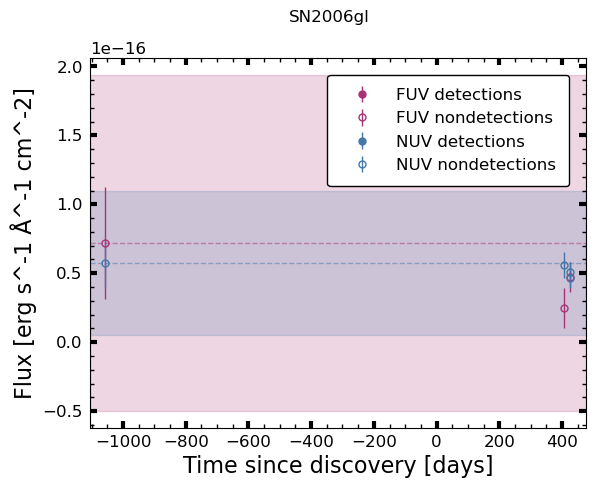 SN2006gl
1e−16
2.0
1.5
1.0
0.5
0.0
−0.5
Flux [erg s^-1 Å^-1 cm^-2]
FUV detections
FUV nondetections
NUV detections
NUV nondetections
−1000 −800 −600 −400 −200 0 200 400
Time since discovery [days]